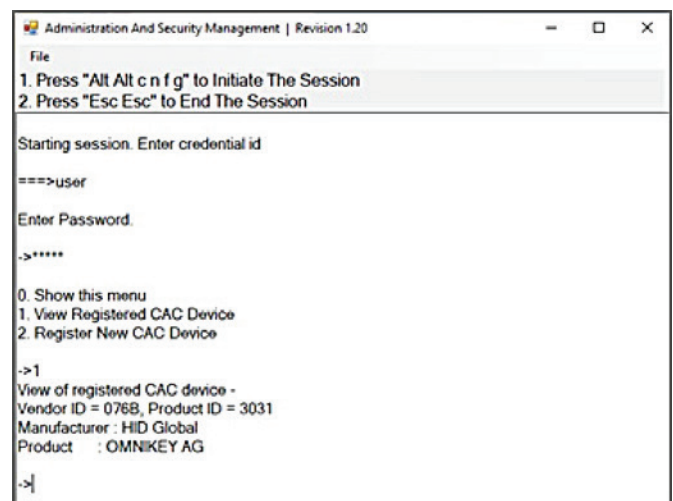 Administration And Security Management | Revision 1.20
File
1. Press "Alt Alt c n f g" to Initiate The Session
2. Press "Esc Esc" to End The Session
Starting session. Enter credential id
===>user
Enter Password.
->*****
0. Show this menu
1. View Registered CAC Device
2. Register New CAC Device
->1
View of registered CAC device -
Vendor ID = 076B, Product ID = 3031
Manufacturer : HID Global
Product : OMNIKEY AG
->